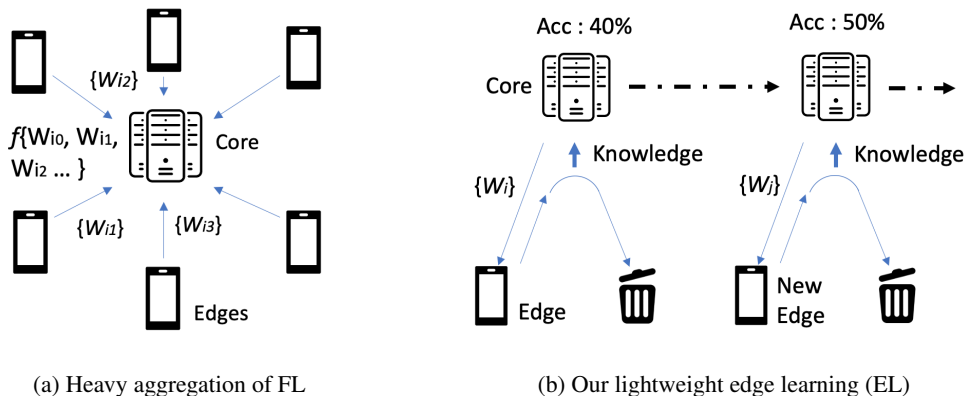 {Wi2}
f{Wi0, Wi1,
Wi2 ... }
Core
{Wi1}
{Wi3}
Edges
(a) Heavy aggregation of FL
Acc : 40%
Acc : 50%
Core
Knowledge
Knowledge
{Wi}
{Wj}
Edge
New
Edge
(b) Our lightweight edge learning (EL)